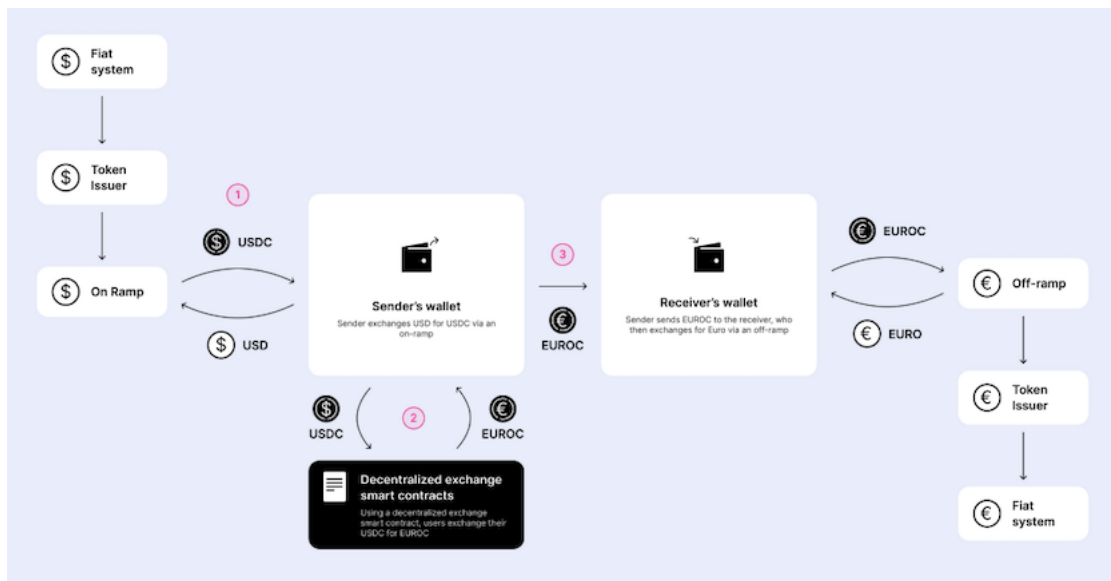 $ Fiat
system
$ Token
Issuer
1
$ USDC
$ On Ramp
$ USD
Sender's wallet
Sender exchanges USD for USDC via an
on-ramp
3
€
EUROC
Receiver's wallet
Sender sends EUROC to the receiver, who
then exchanges for Euro via an off-ramp
€ EUROC
€ Off-ramp
€ EURO
$
USDC
2
€
EUROC
Decentralized exchange
smart contracts
Using a decentralized exchange
smart contract, users exchange their
USDC for EUROC
€ Token
Issuer
€ Fiat
system